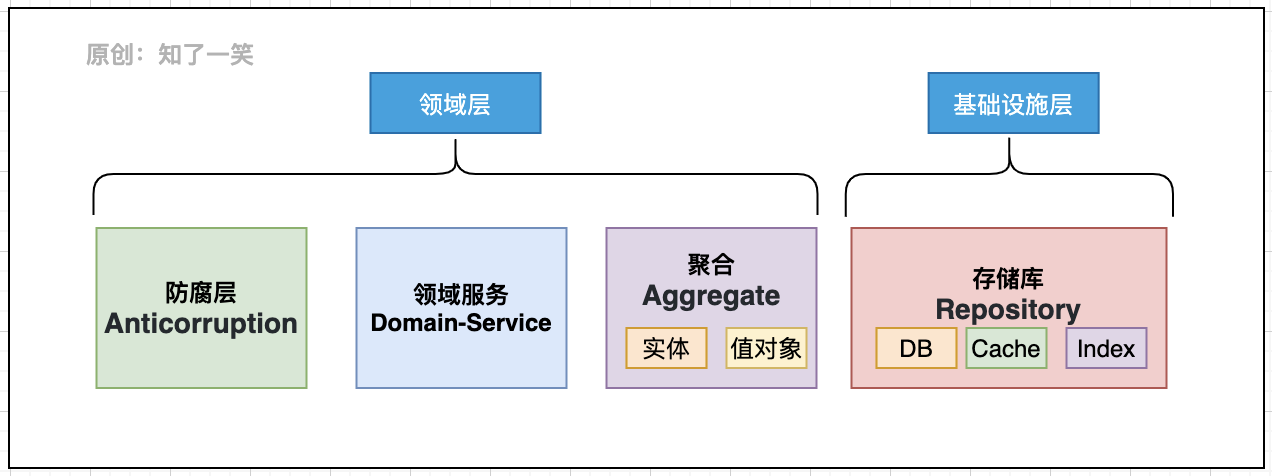 原创：知了一笑
领域层
基础设施层
防腐层
Anticorruption
领域服务
Domain-Service
聚合
Aggregate
实体
值对象
存储库
Repository
DB
Cache
Index